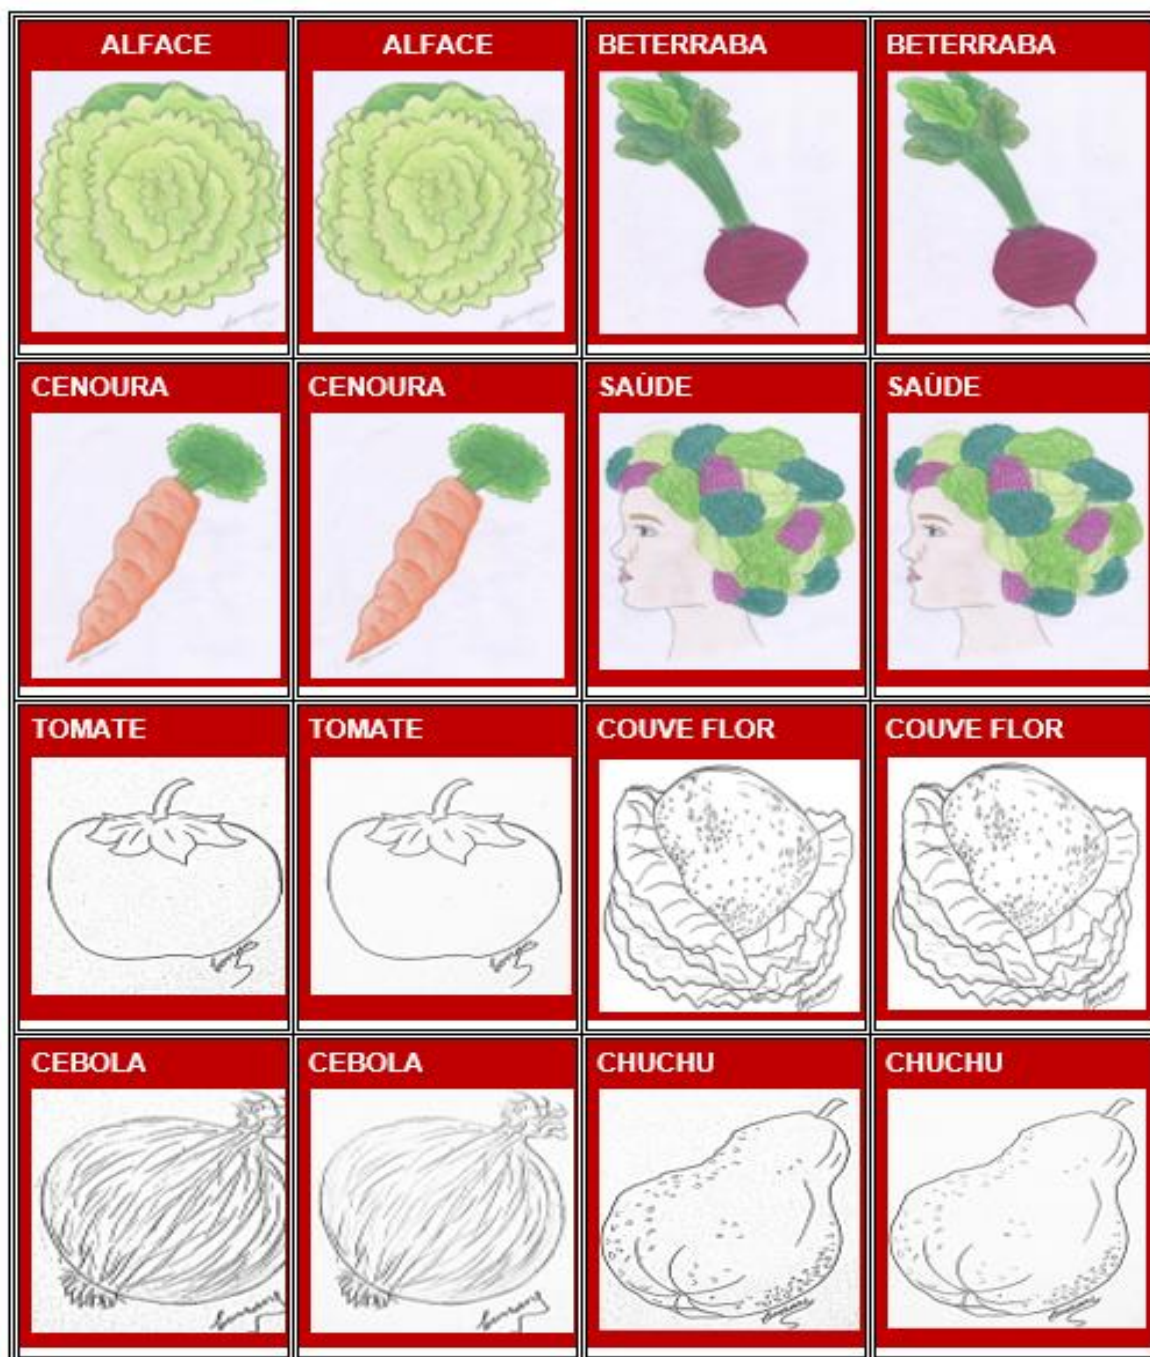 ALFACE
ALFACE
BETERRABA
BETERRABA
CENOURA
CENOURA
SAÚDE
SAÚDE
TOMATE
TOMATE
COUVE FLOR
COUVE FLOR
CEBOLA
CEBOLA
CHUCHU
CHUCHU